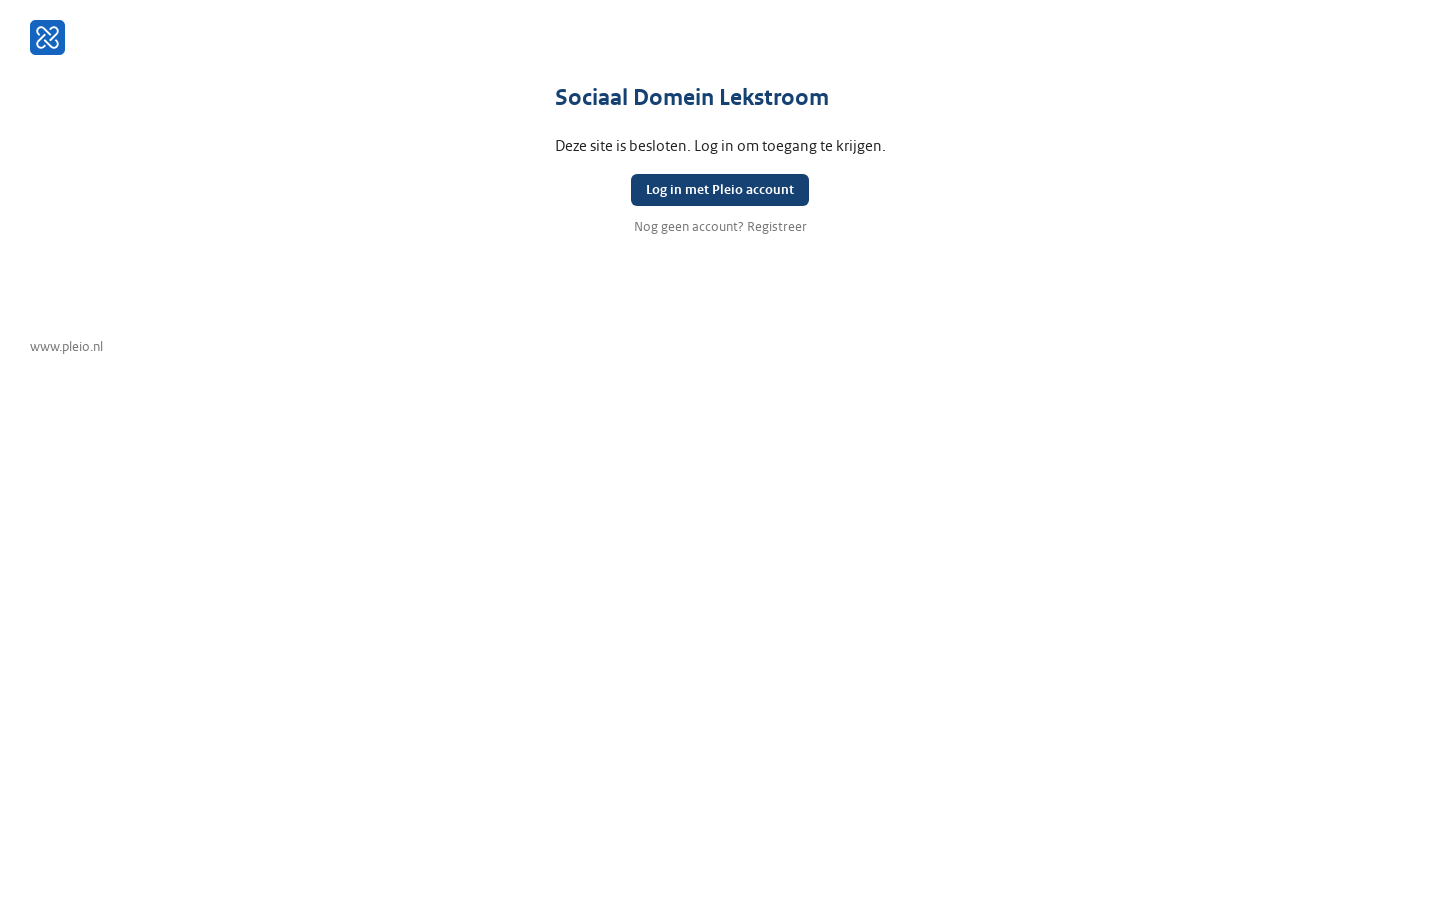 Sociaal Domein Lekstroom
Deze site is besloten. Log in om toegang te krijgen.
Log in met Pleio account
Nog geen account? Registreer
www.pleio.nl